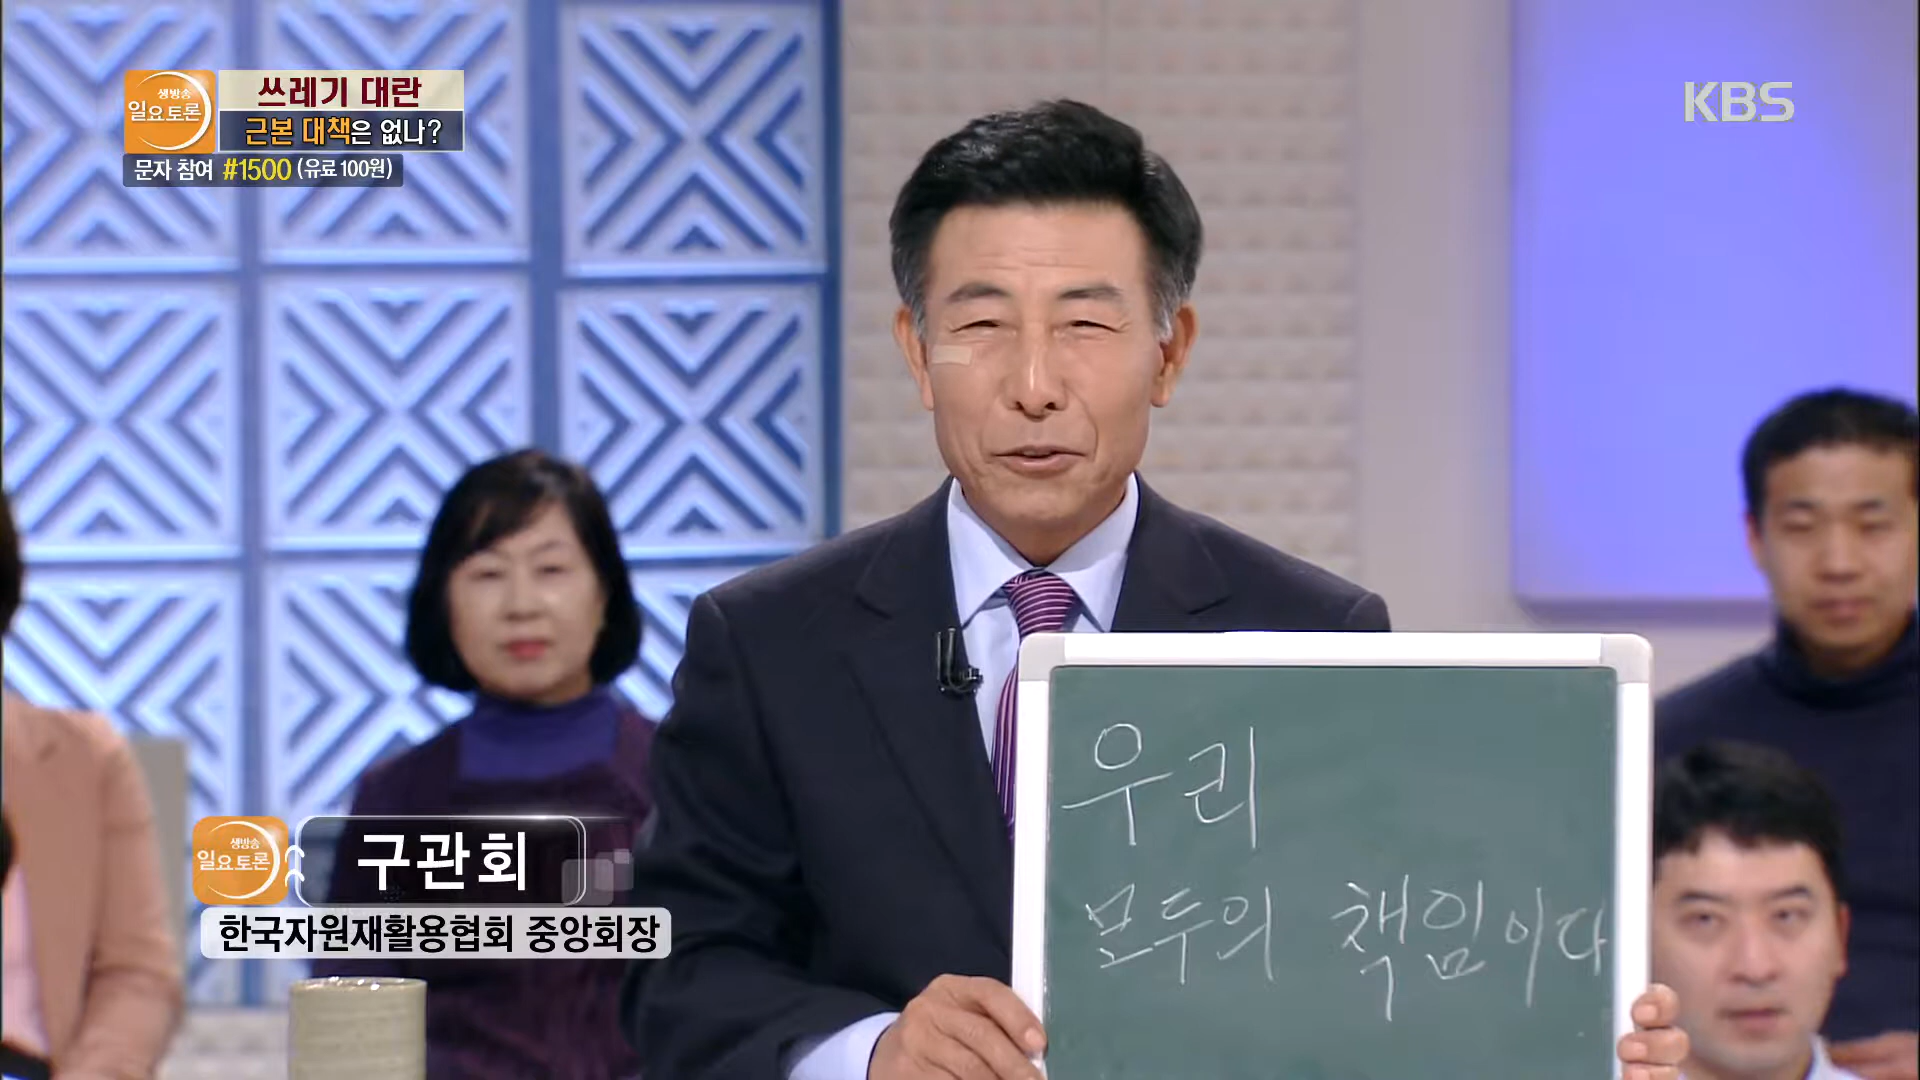 생방송
일요토론
쓰레기 대란
근본 대책은 없나?
문자 참여 #1500 (유료 100원)
KBS
생방송
일요토론
구관회
한국자원재활용협회 중앙회장
우리
모두의 책임이다